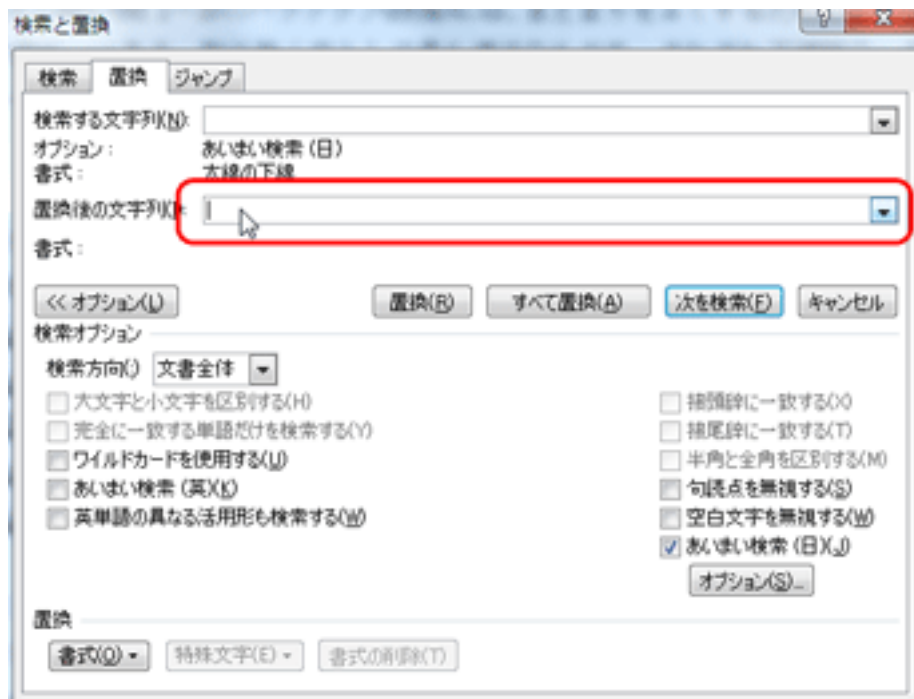 検索と置換
検索 置換 ジャンプ
検索する文字列(N):
オプション: あいまい検索 (日)
書式: 太線の下線
置換後の文字列(I):
書式:
<< オプション(L) 置換(R) すべて置換(A) 次を検索(F) キャンセル
検索オプション
検索方向(:) 文書全体
大文字と小文字を区別する(H) 接頭辞に一致する(X)
完全に一致する単語だけを検索する(Y) 接尾辞に一致する(T)
ワイルドカードを使用する(U) 半角と全角を区別する(M)
あいまい検索 (英)(K) 句読点を無視する(S)
英単語の異なる活用形も検索する(W) 空白文字を無視する(W)
あいまい検索 (日)(J)
オプション(S)...
置換
書式(O) 特殊文字(E) 書式の削除(T)